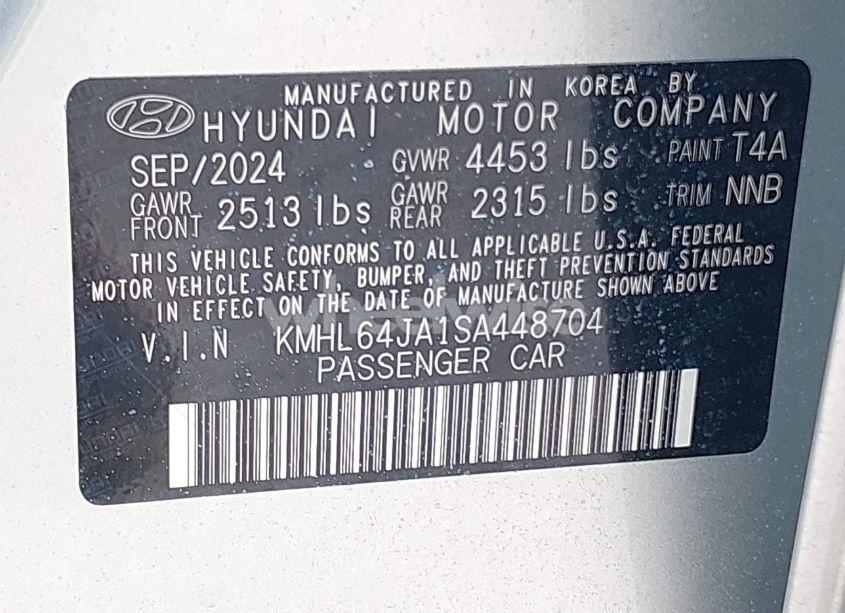 MANUFACTURED IN KOREA BY
HYUNDAI MOTOR COMPANY
SEP/2024 GVWR 4453 lbs PAINT T4A
GAWR FRONT 2513 lbs GAWR REAR 2315 lbs TRIM NNB
THIS VEHICLE CONFORMS TO ALL APPLICABLE U.S.A. FEDERAL
MOTOR VEHICLE SAFETY, BUMPER, AND THEFT PREVENTION STANDARDS
IN EFFECT ON THE DATE OF MANUFACTURE SHOWN ABOVE
V.I.N KMHL64JA1SA448704
PASSENGER CAR